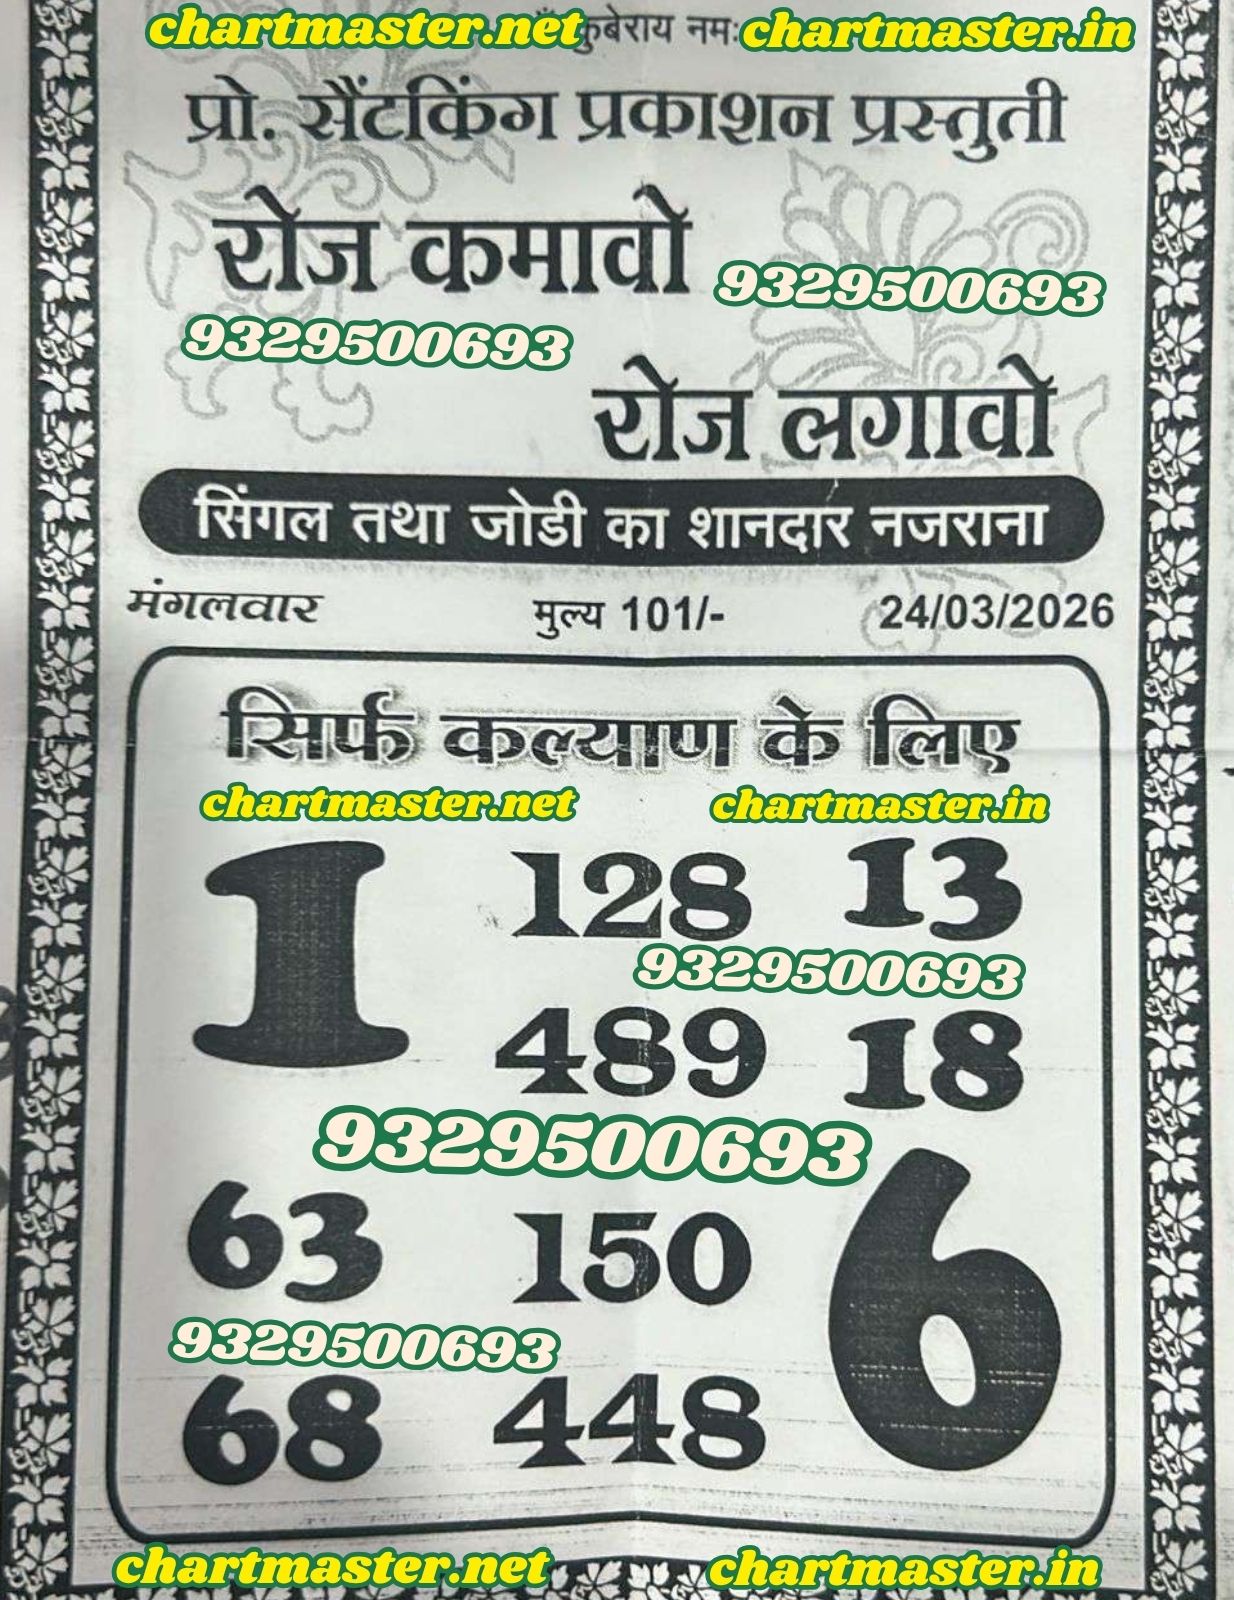 chartmaster.net कुबेराय नम: chartmaster.in
प्रो. सैंटकिंग प्रकाशन प्रस्तुती
रोज कमावो
9329500693
9329500693
रोज लगावो
सिंगल तथा जोडी का शानदार नजराना
मंगलवार मुल्य 101/- 24/03/2026
सिर्फ कल्याण के लिए
chartmaster.net chartmaster.in
1 128 13
9329500693
489 18
9329500693
63 150 6
9329500693
68 448
chartmaster.net chartmaster.in